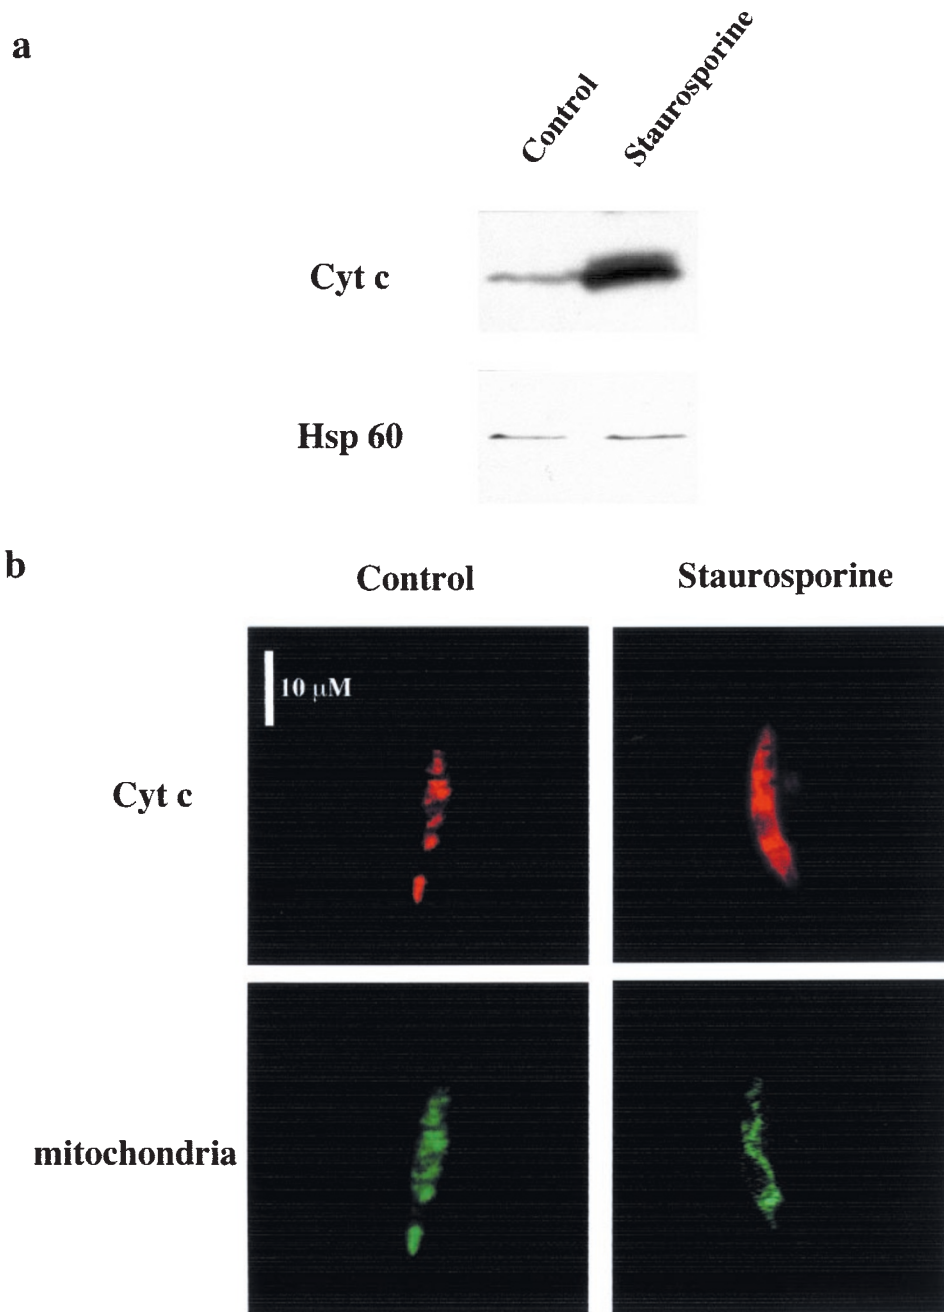 a
Control
Staurosporine
Cyt c
Hsp 60
b
Control
Staurosporine
10 μM
Cyt c
mitochondria